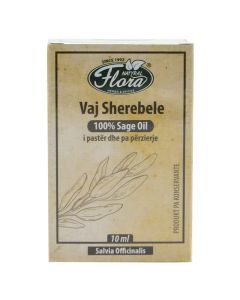 SINCE 1992
NATYRAL
Flora
Vaj Sherebele
100% Sage Oil
i pastër dhe pa përzierje
PRODUKT PA KONSERVANTE
10 ml
Salvia Officinalis